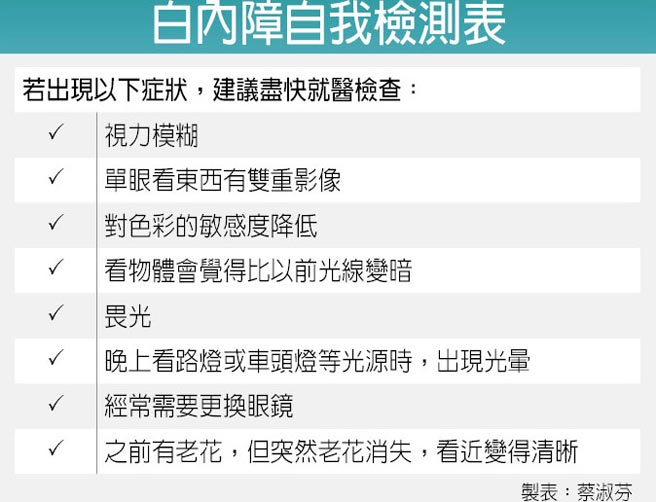 白內障自我檢測表
若出現以下症狀，建議盡快就醫檢查：
✓ 視力模糊
✓ 單眼看東西有雙重影像
✓ 對色彩的敏感度降低
✓ 看物體會覺得比以前光線變暗
✓ 畏光
✓ 晚上看路燈或車頭燈等光源時，出現光暈
✓ 經常需要更換眼鏡
✓ 之前有老花，但突然老花消失，看近變得清晰
製表：蔡淑芬